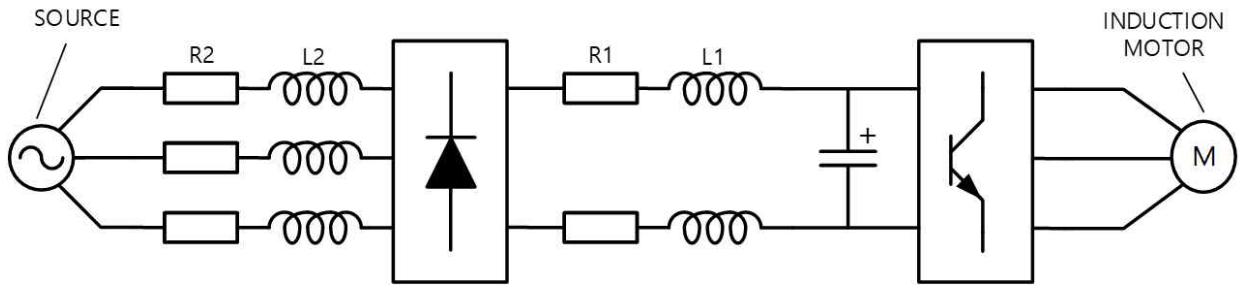 SOURCE
INDUCTION
MOTOR
R2
L2
R1
L1
+
M